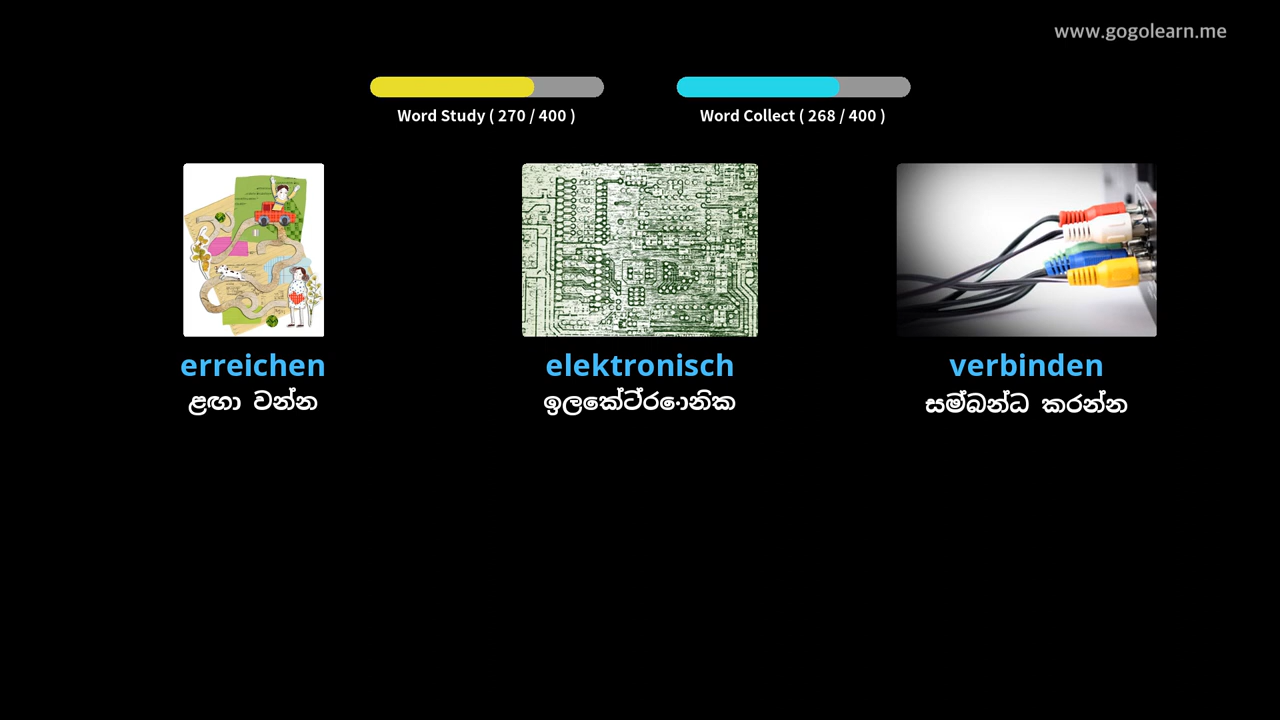 www.gogolearn.me
Word Study ( 270 / 400 )
Word Collect ( 268 / 400 )
erreichen
ළඟා වන්න
elektronisch
ඉලකේට්රොනික
verbinden
සම්බන්ධ කරන්න